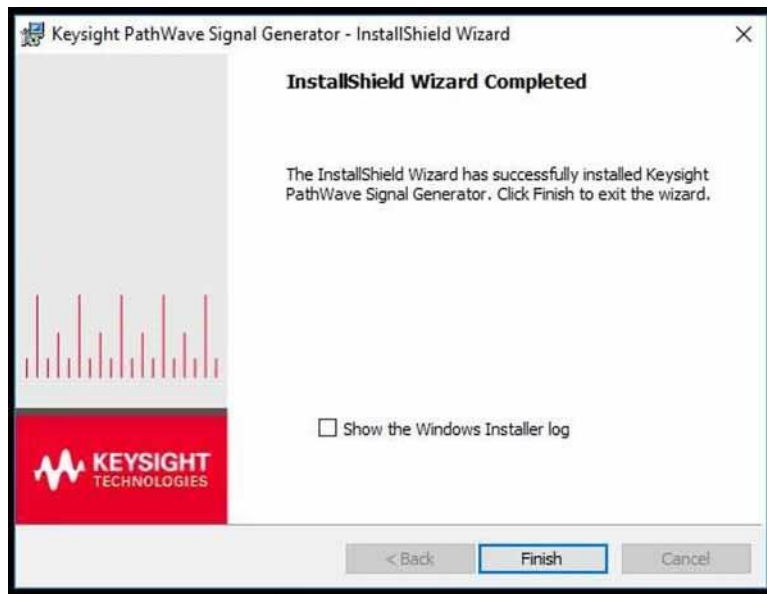 Keysight PathWave Signal Generator - InstallShield Wizard
InstallShield Wizard Completed
The InstallShield Wizard has successfully installed Keysight
PathWave Signal Generator. Click Finish to exit the wizard.
Show the Windows Installer log
KEYSIGHT
TECHNOLOGIES
< Back
Finish
Cancel